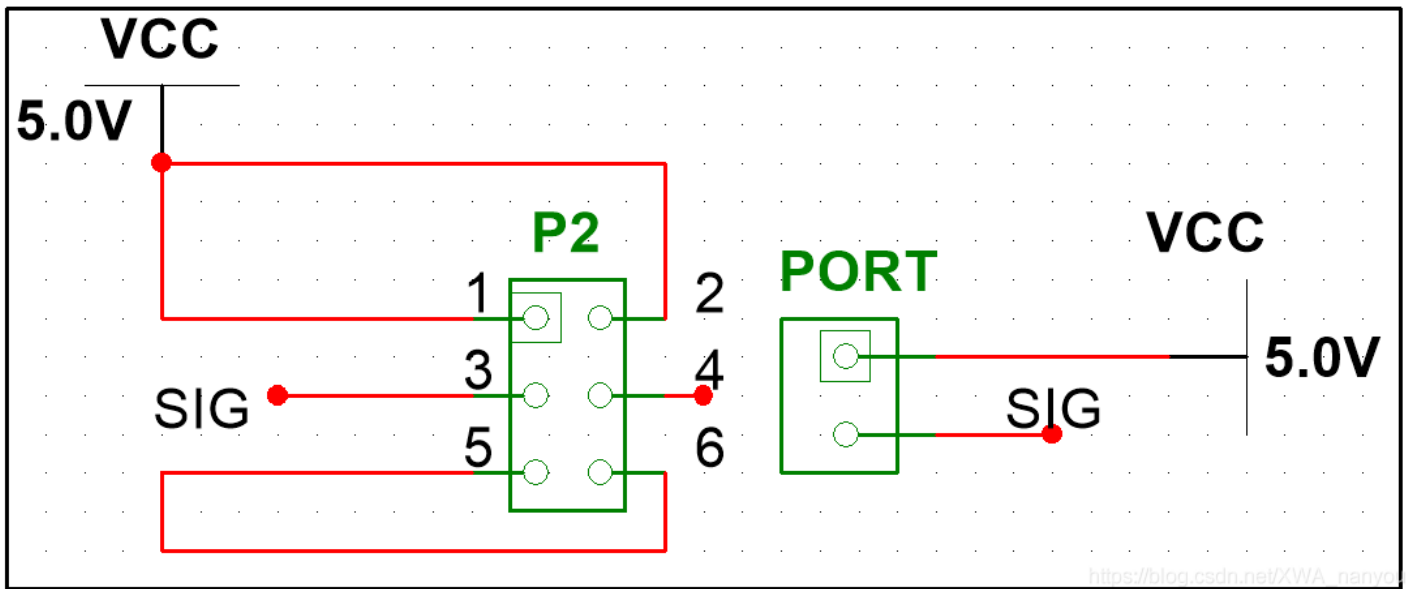 VCC
5.0V
P2
VCC
PORT
1
2
5.0V
3
4
SIG
SIG
5
6
https://blog.csdn.net/XWA_nanyou